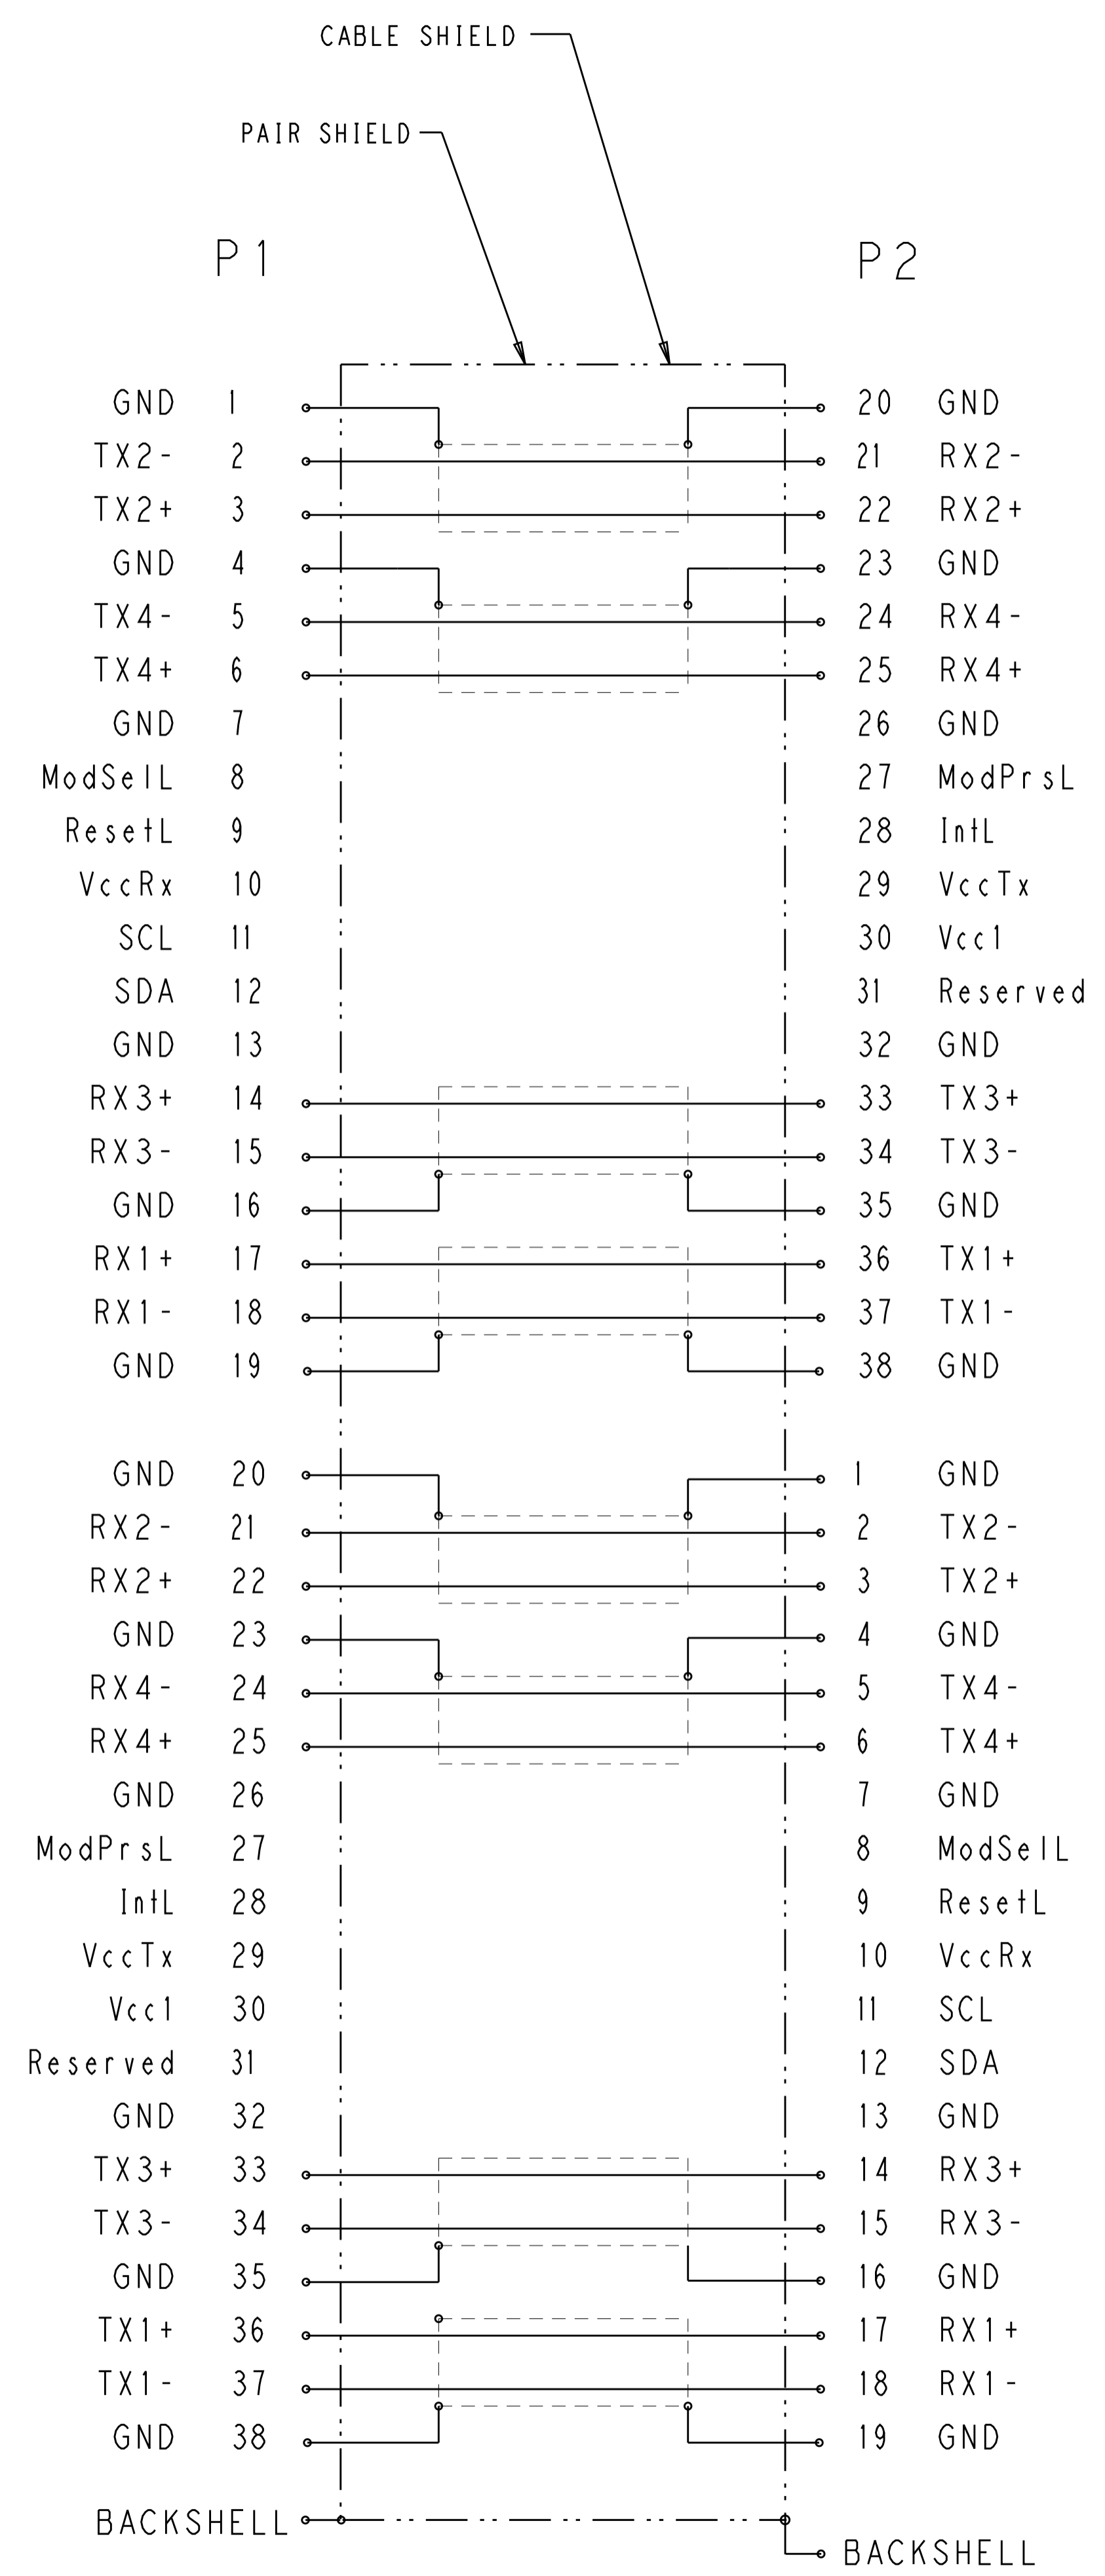 CABLE SHIELD
PAIR SHIELD
P1 P2
GND 1 20 GND
TX2- 2 21 RX2-
TX2+ 3 22 RX2+
GND 4 23 GND
TX4- 5 24 RX4-
TX4+ 6 25 RX4+
GND 7 26 GND
ModSelL 8 27 ModPrsL
ResetL 9 28 IntL
VccRx 10 29 VccTx
SCL 11 30 Vcc1
SDA 12 31 Reserved
GND 13 32 GND
RX3+ 14 33 TX3+
RX3- 15 34 TX3-
GND 16 35 GND
RX1+ 17 36 TX1+
RX1- 18 37 TX1-
GND 19 38 GND
GND 20 1 GND
RX2- 21 2 TX2-
RX2+ 22 3 TX2+
GND 23 4 GND
RX4- 24 5 TX4-
RX4+ 25 6 TX4+
GND 26 7 GND
ModPrsL 27 8 ModSelL
IntL 28 9 ResetL
VccTx 29 10 VccRx
Vcc1 30 11 SCL
Reserved 31 12 SDA
GND 32 13 GND
TX3+ 33 14 RX3+
TX3- 34 15 RX3-
GND 35 16 GND
TX1+ 36 17 RX1+
TX1- 37 18 RX1-
GND 38 19 GND
BACKSHELL
BACKSHELL